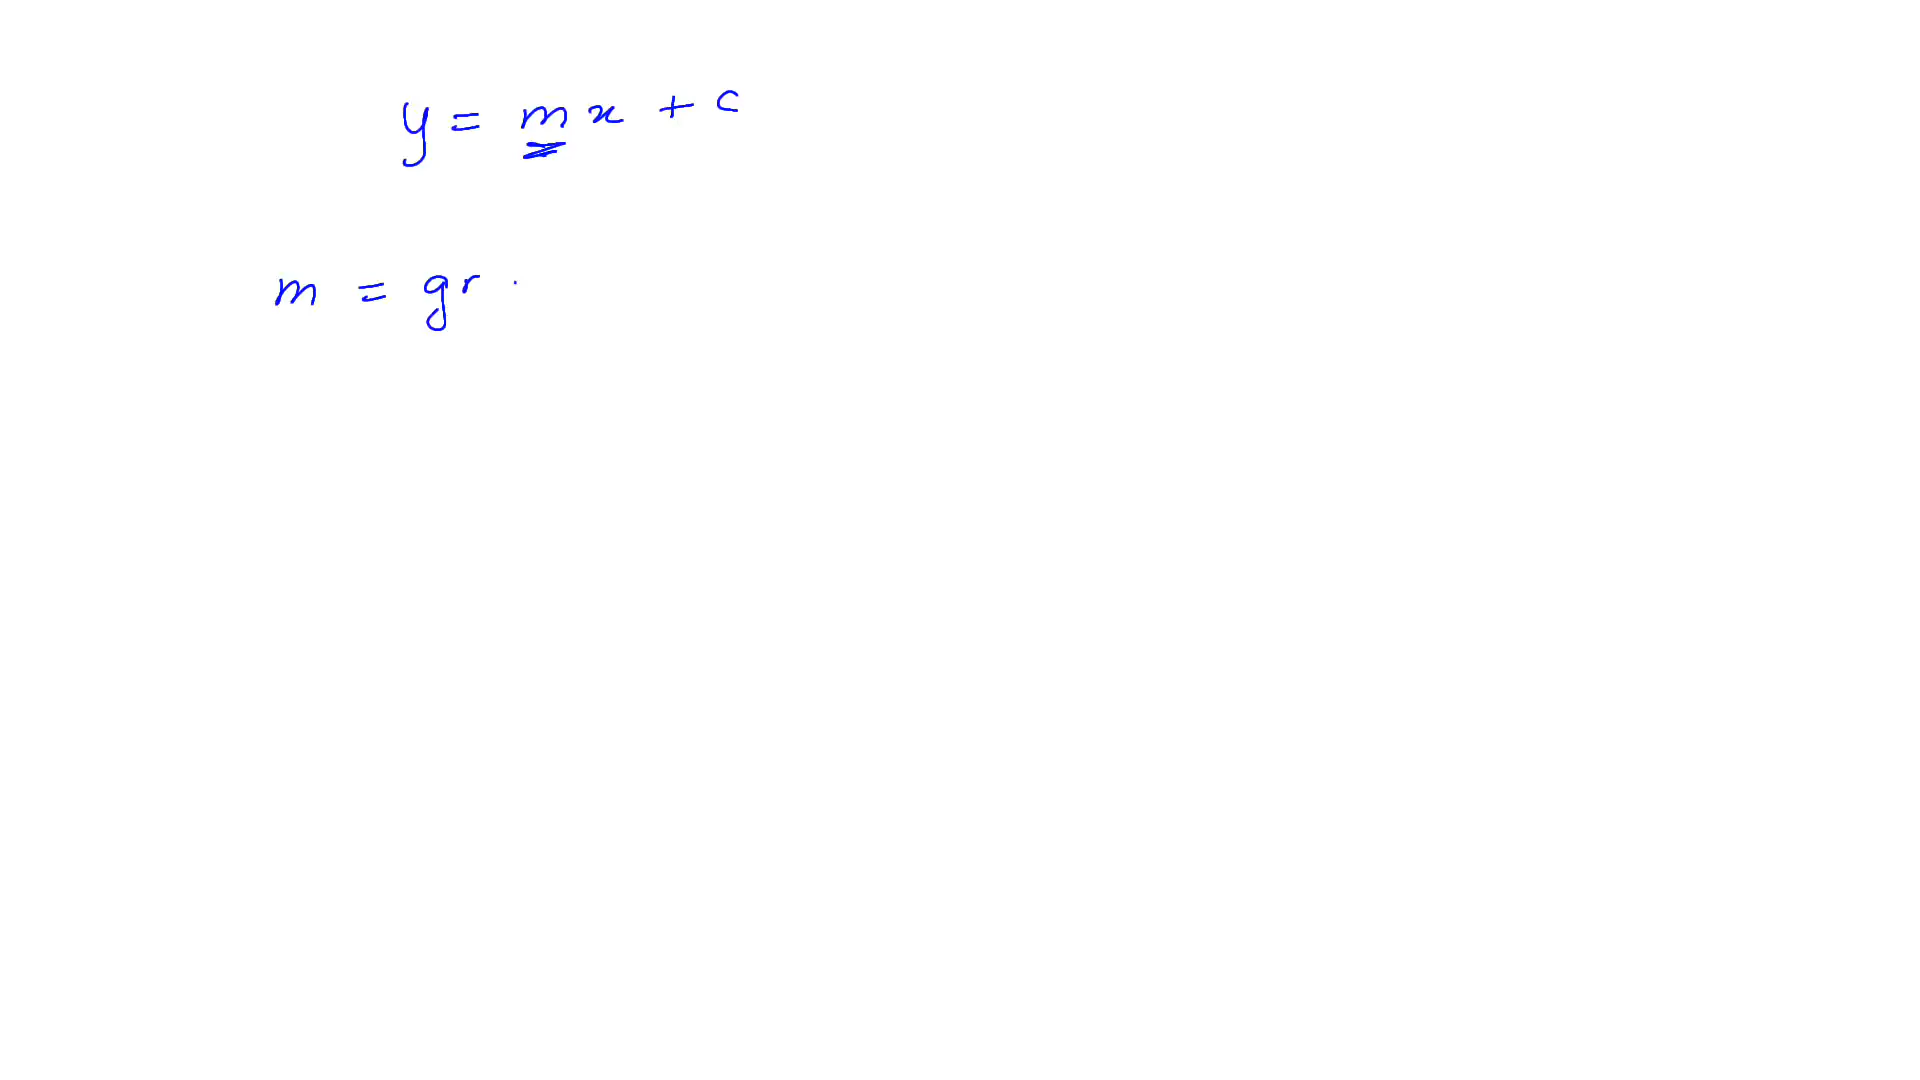 y = mx + c
m = gr